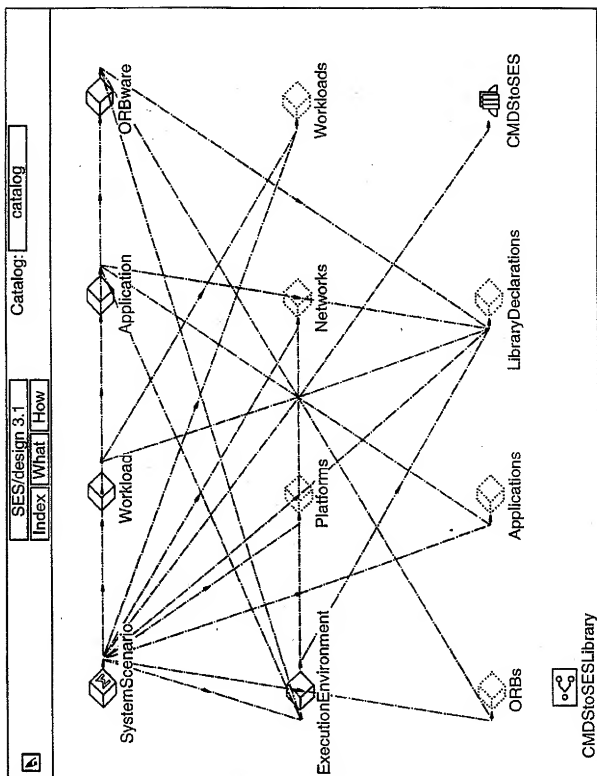 SES/design 3.1
Catalog: catalog
Index What How
SystemScenario
Workload
Application
ORBware
ExecutionEnvironment
Platforms
Networks
Workloads
ORBs
Applications
LibraryDeclarations
CMDStoSES
CMDStoSESLibrary